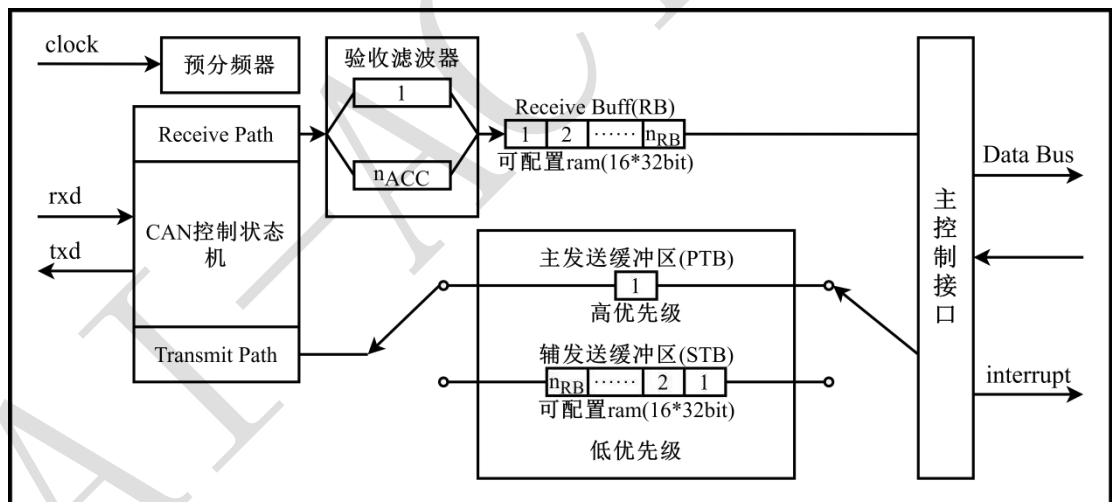 clock
预分频器
验收滤波器
1
nACC
Receive Path
Receive Buff(RB)
1 2 ...... nRB
可配置ram(16*32bit)
rxd
txd
CAN控制状态
机
Transmit Path
主发送缓冲区(PTB)
1
高优先级
辅发送缓冲区(STB)
nRB ...... 2 1
可配置ram(16*32bit)
低优先级
主控制接口
Data Bus
interrupt